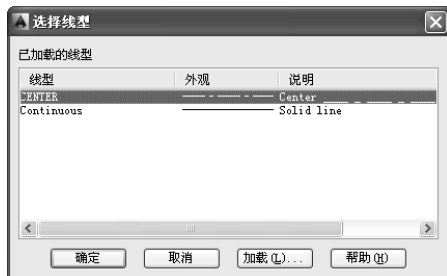 选择线型
已加载的线型
线型 外观 说明
CENTER Center
Continuous Solid line
确定 取消 加载(L)... 帮助(H)